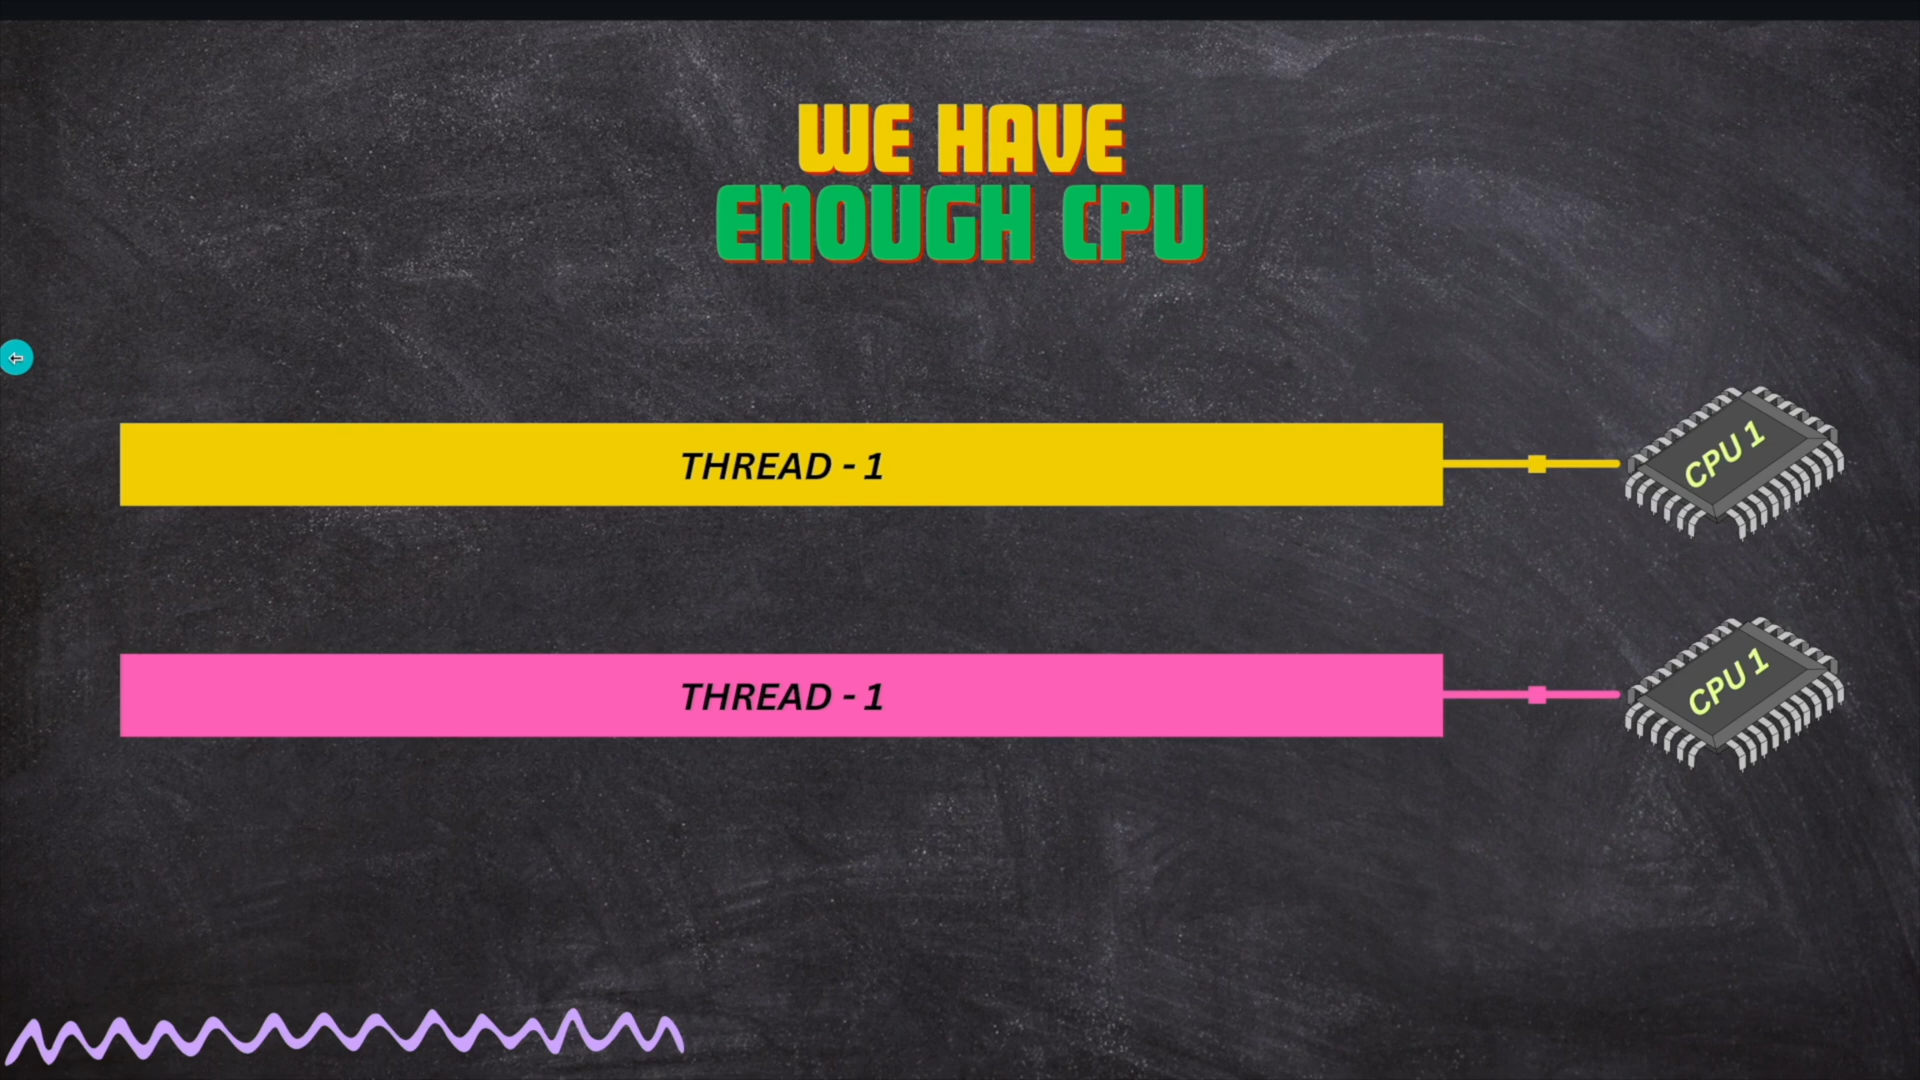 WE HAVE
ENOUGH CPU
THREAD - 1
CPU 1
THREAD - 1
CPU 1